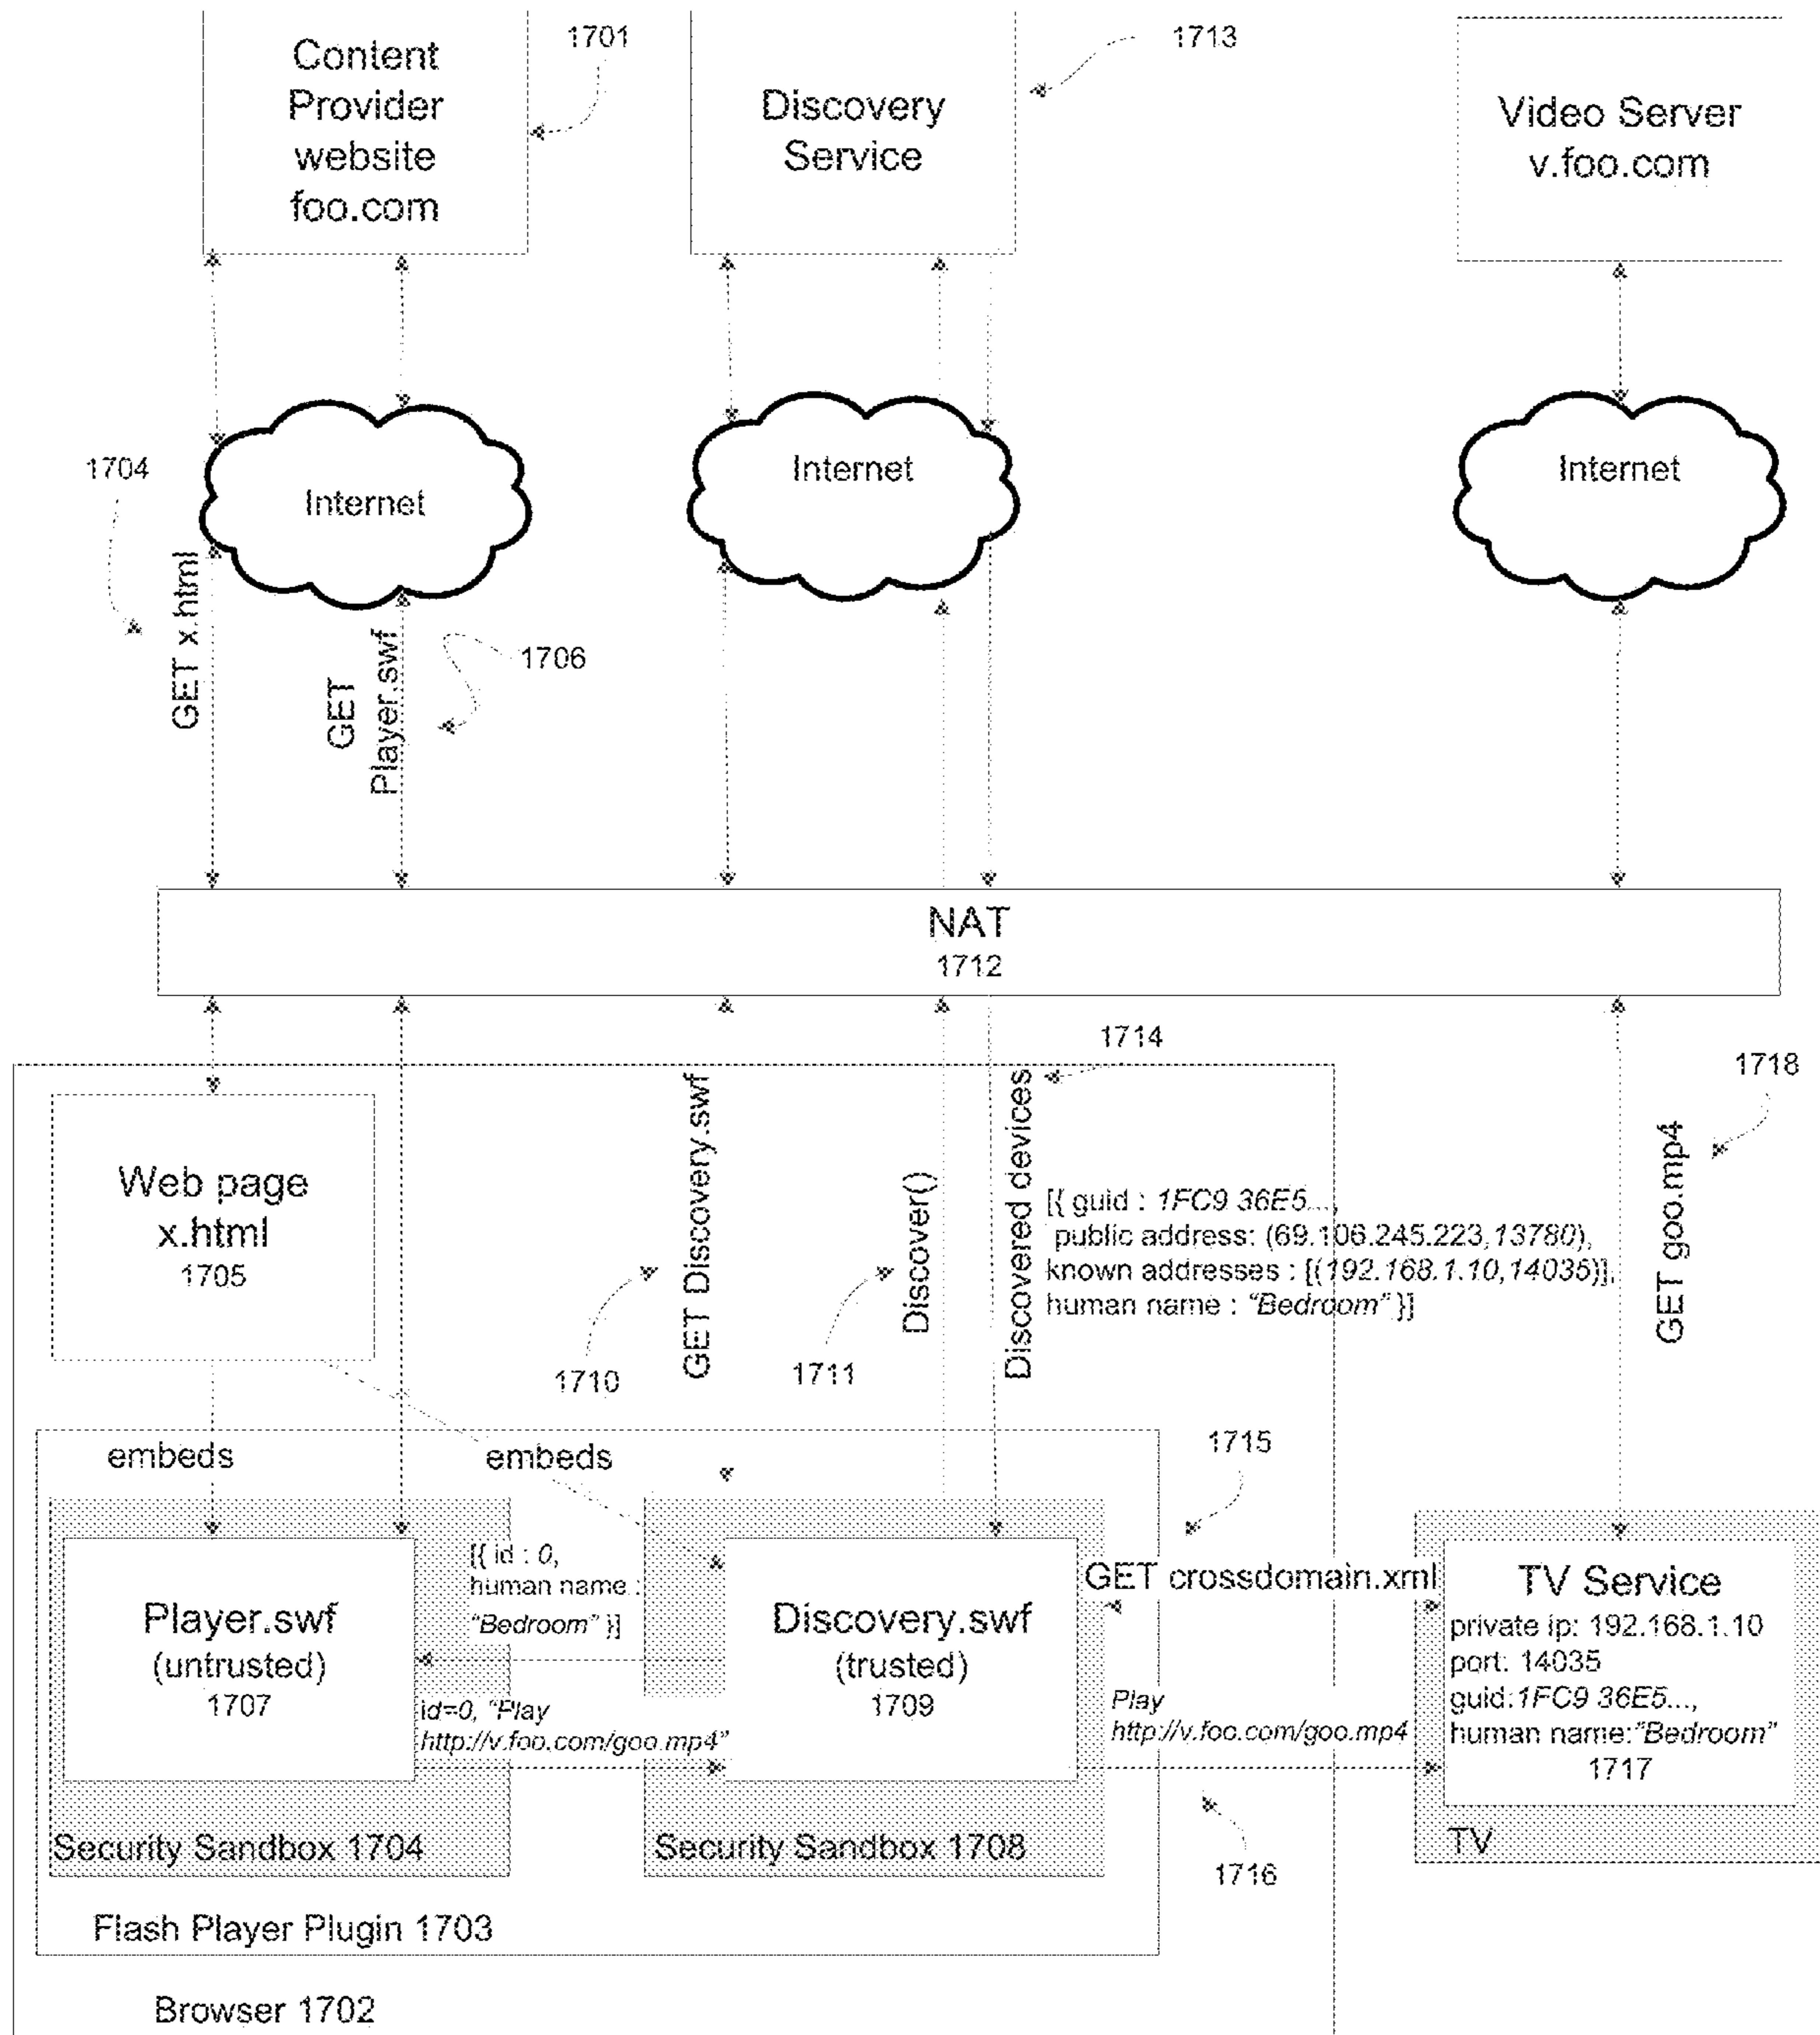 Content
Provider
website
foo.com
1701
Discovery
Service
1713
Video Server
v.foo.com
Internet
Internet
Internet
1704
GET x.html
GET
Player.swf
1706
NAT
1712
1714
1718
Web page
x.html
1705
GET Discovery.swf
1710
Discover()
1711
Discovered devices
[{ guid : 1FC9 36E5...,
public address: (69.106.245.223,13780),
known addresses : [(192.168.1.10,14035)],
human name : "Bedroom" }]
GET goo.mp4
embeds
embeds
1715
[{ id : 0,
human name :
"Bedroom" }]
GET crossdomain.xml
Player.swf
(untrusted)
1707
id=0, "Play
http://v.foo.com/goo.mp4"
Discovery.swf
(trusted)
1709
Play
http://v.foo.com/goo.mp4
TV Service
private ip: 192.168.1.10
port: 14035
guid:1FC9 36E5...,
human name:"Bedroom"
1717
Security Sandbox 1704
Security Sandbox 1708
TV
1716
Flash Player Plugin 1703
Browser 1702